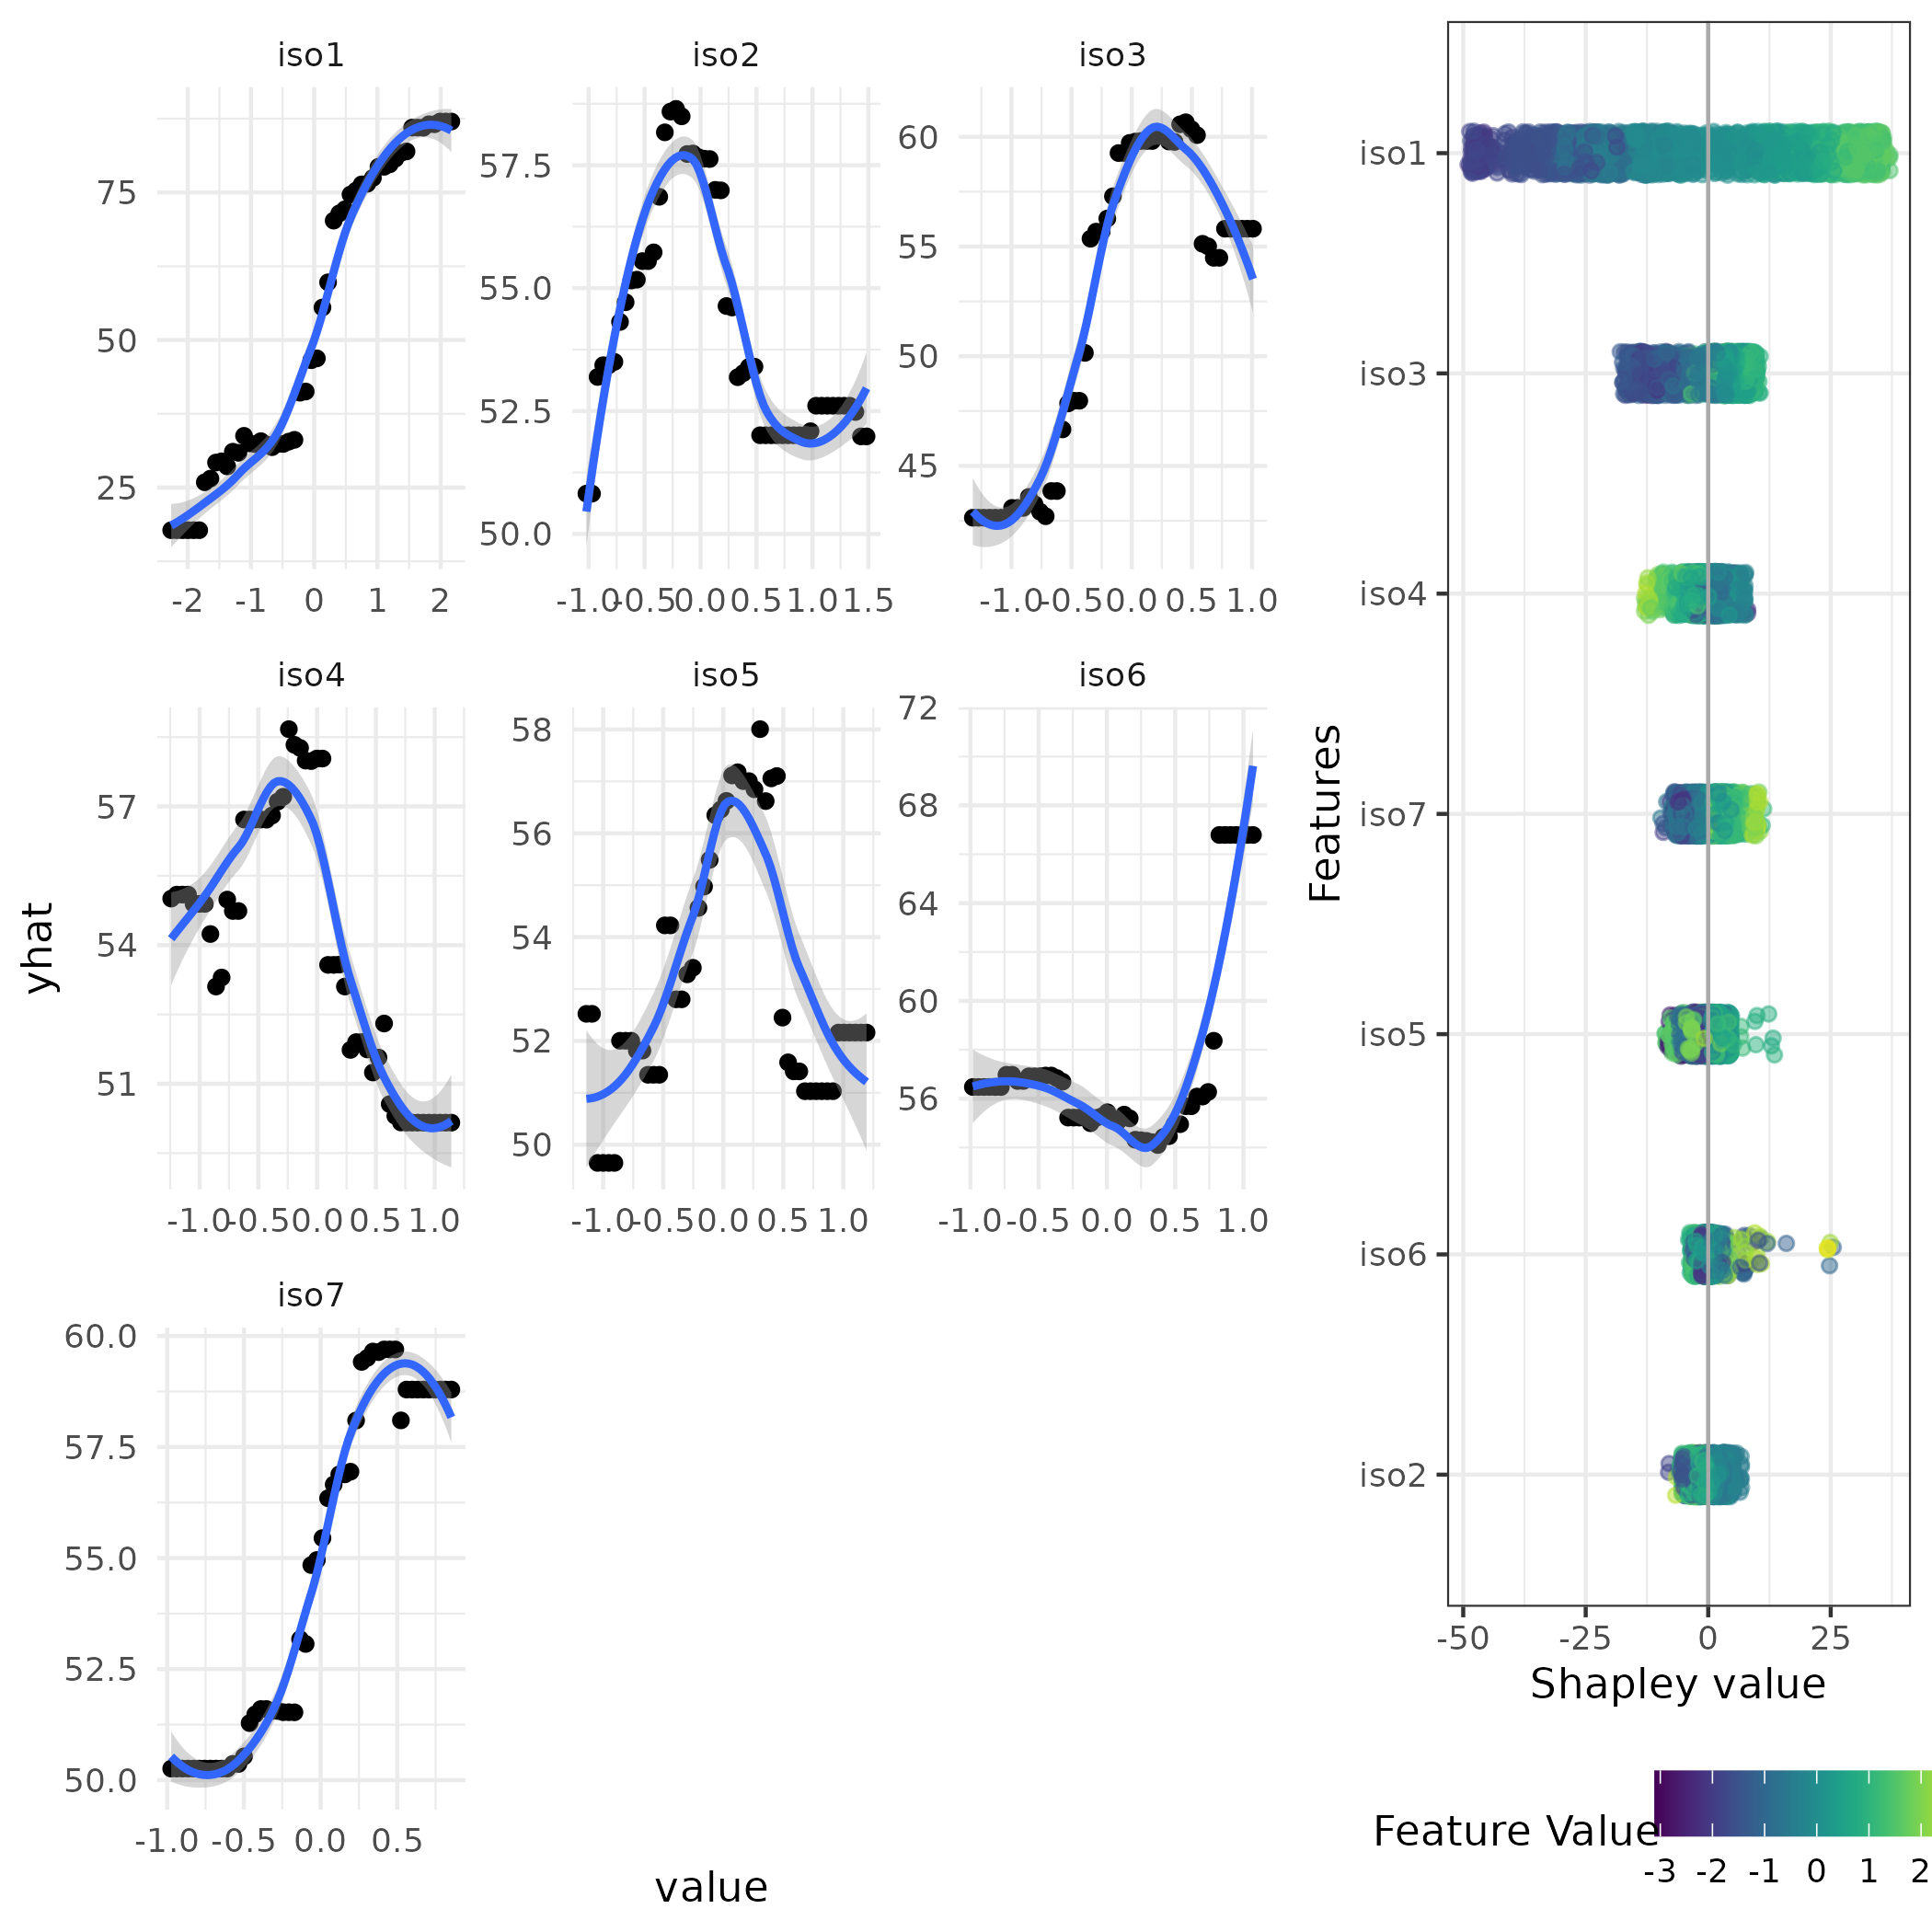 iso1
iso2
iso3
75
50
25
-2 -1 0 1 2
57.5
55.0
52.5
50.0
-1.0 -0.5 0.0 0.5 1.0 1.5
60
55
50
45
-1.0 -0.5 0.0 0.5 1.0
iso4
iso5
iso6
57
54
51
-1.0 -0.5 0.0 0.5 1.0
58
56
54
52
50
-1.0 -0.5 0.0 0.5 1.0
72
68
64
60
56
-1.0 -0.5 0.0 0.5 1.0
iso7
60.0
57.5
55.0
52.5
50.0
-1.0 -0.5 0.0 0.5
yhat
value
Features
iso1
iso3
iso4
iso7
iso5
iso6
iso2
-50 -25 0 25
Shapley value
Feature Value
-3 -2 -1 0 1 2